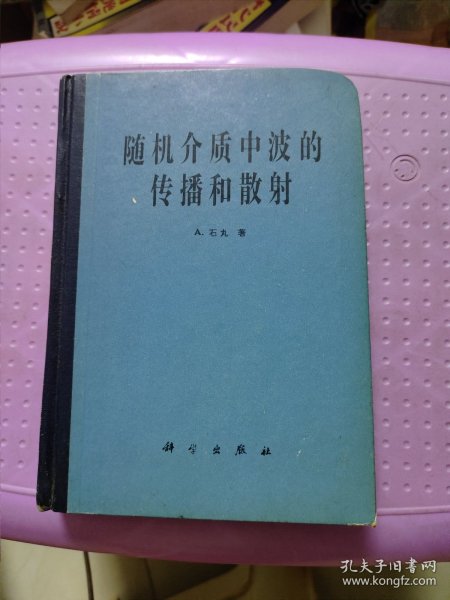 随机介质中波的
传播和散射
A. 石丸 著
科学出版社
孔夫子旧书网
www.kongfz.com